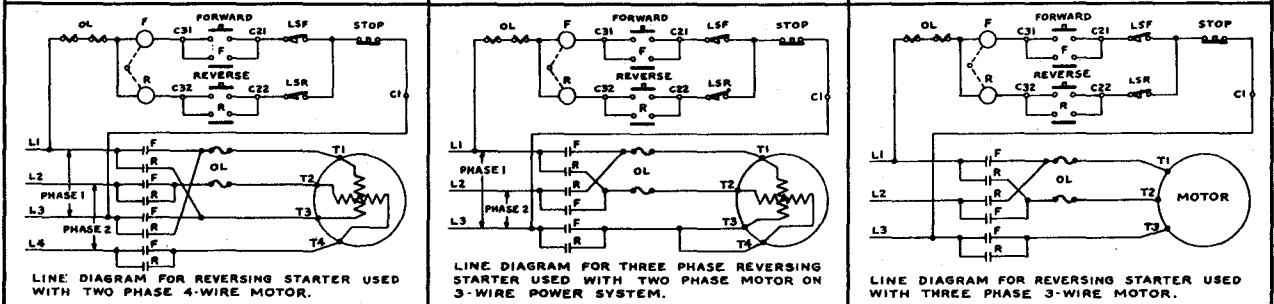 FORWARD
OL F C31 C21 LSF STOP
F
R REVERSE
C32 C22 LSR C1
R
L1 F T1
R OL
PHASE 1
L2 F T2
R
L3 F T3
PHASE 2 R
L4 F T4
R
LINE DIAGRAM FOR REVERSING STARTER USED
WITH TWO PHASE 4-WIRE MOTOR.
FORWARD
OL F C31 C21 LSF STOP
F
R REVERSE
C32 C22 LSR C1
R
L1 F T1
PHASE 1 R OL
L2 F T2
PHASE 2 R
L3 F T3
R T4
LINE DIAGRAM FOR THREE PHASE REVERSING
STARTER USED WITH TWO PHASE MOTOR ON
3-WIRE POWER SYSTEM.
FORWARD
OL F C31 C21 LSF STOP
F
R REVERSE
C32 C22 LSR C1
R
L1 F T1
R OL
L2 F T2 MOTOR
R
L3 F T3
R
LINE DIAGRAM FOR REVERSING STARTER USED
WITH THREE PHASE 3-WIRE MOTOR.